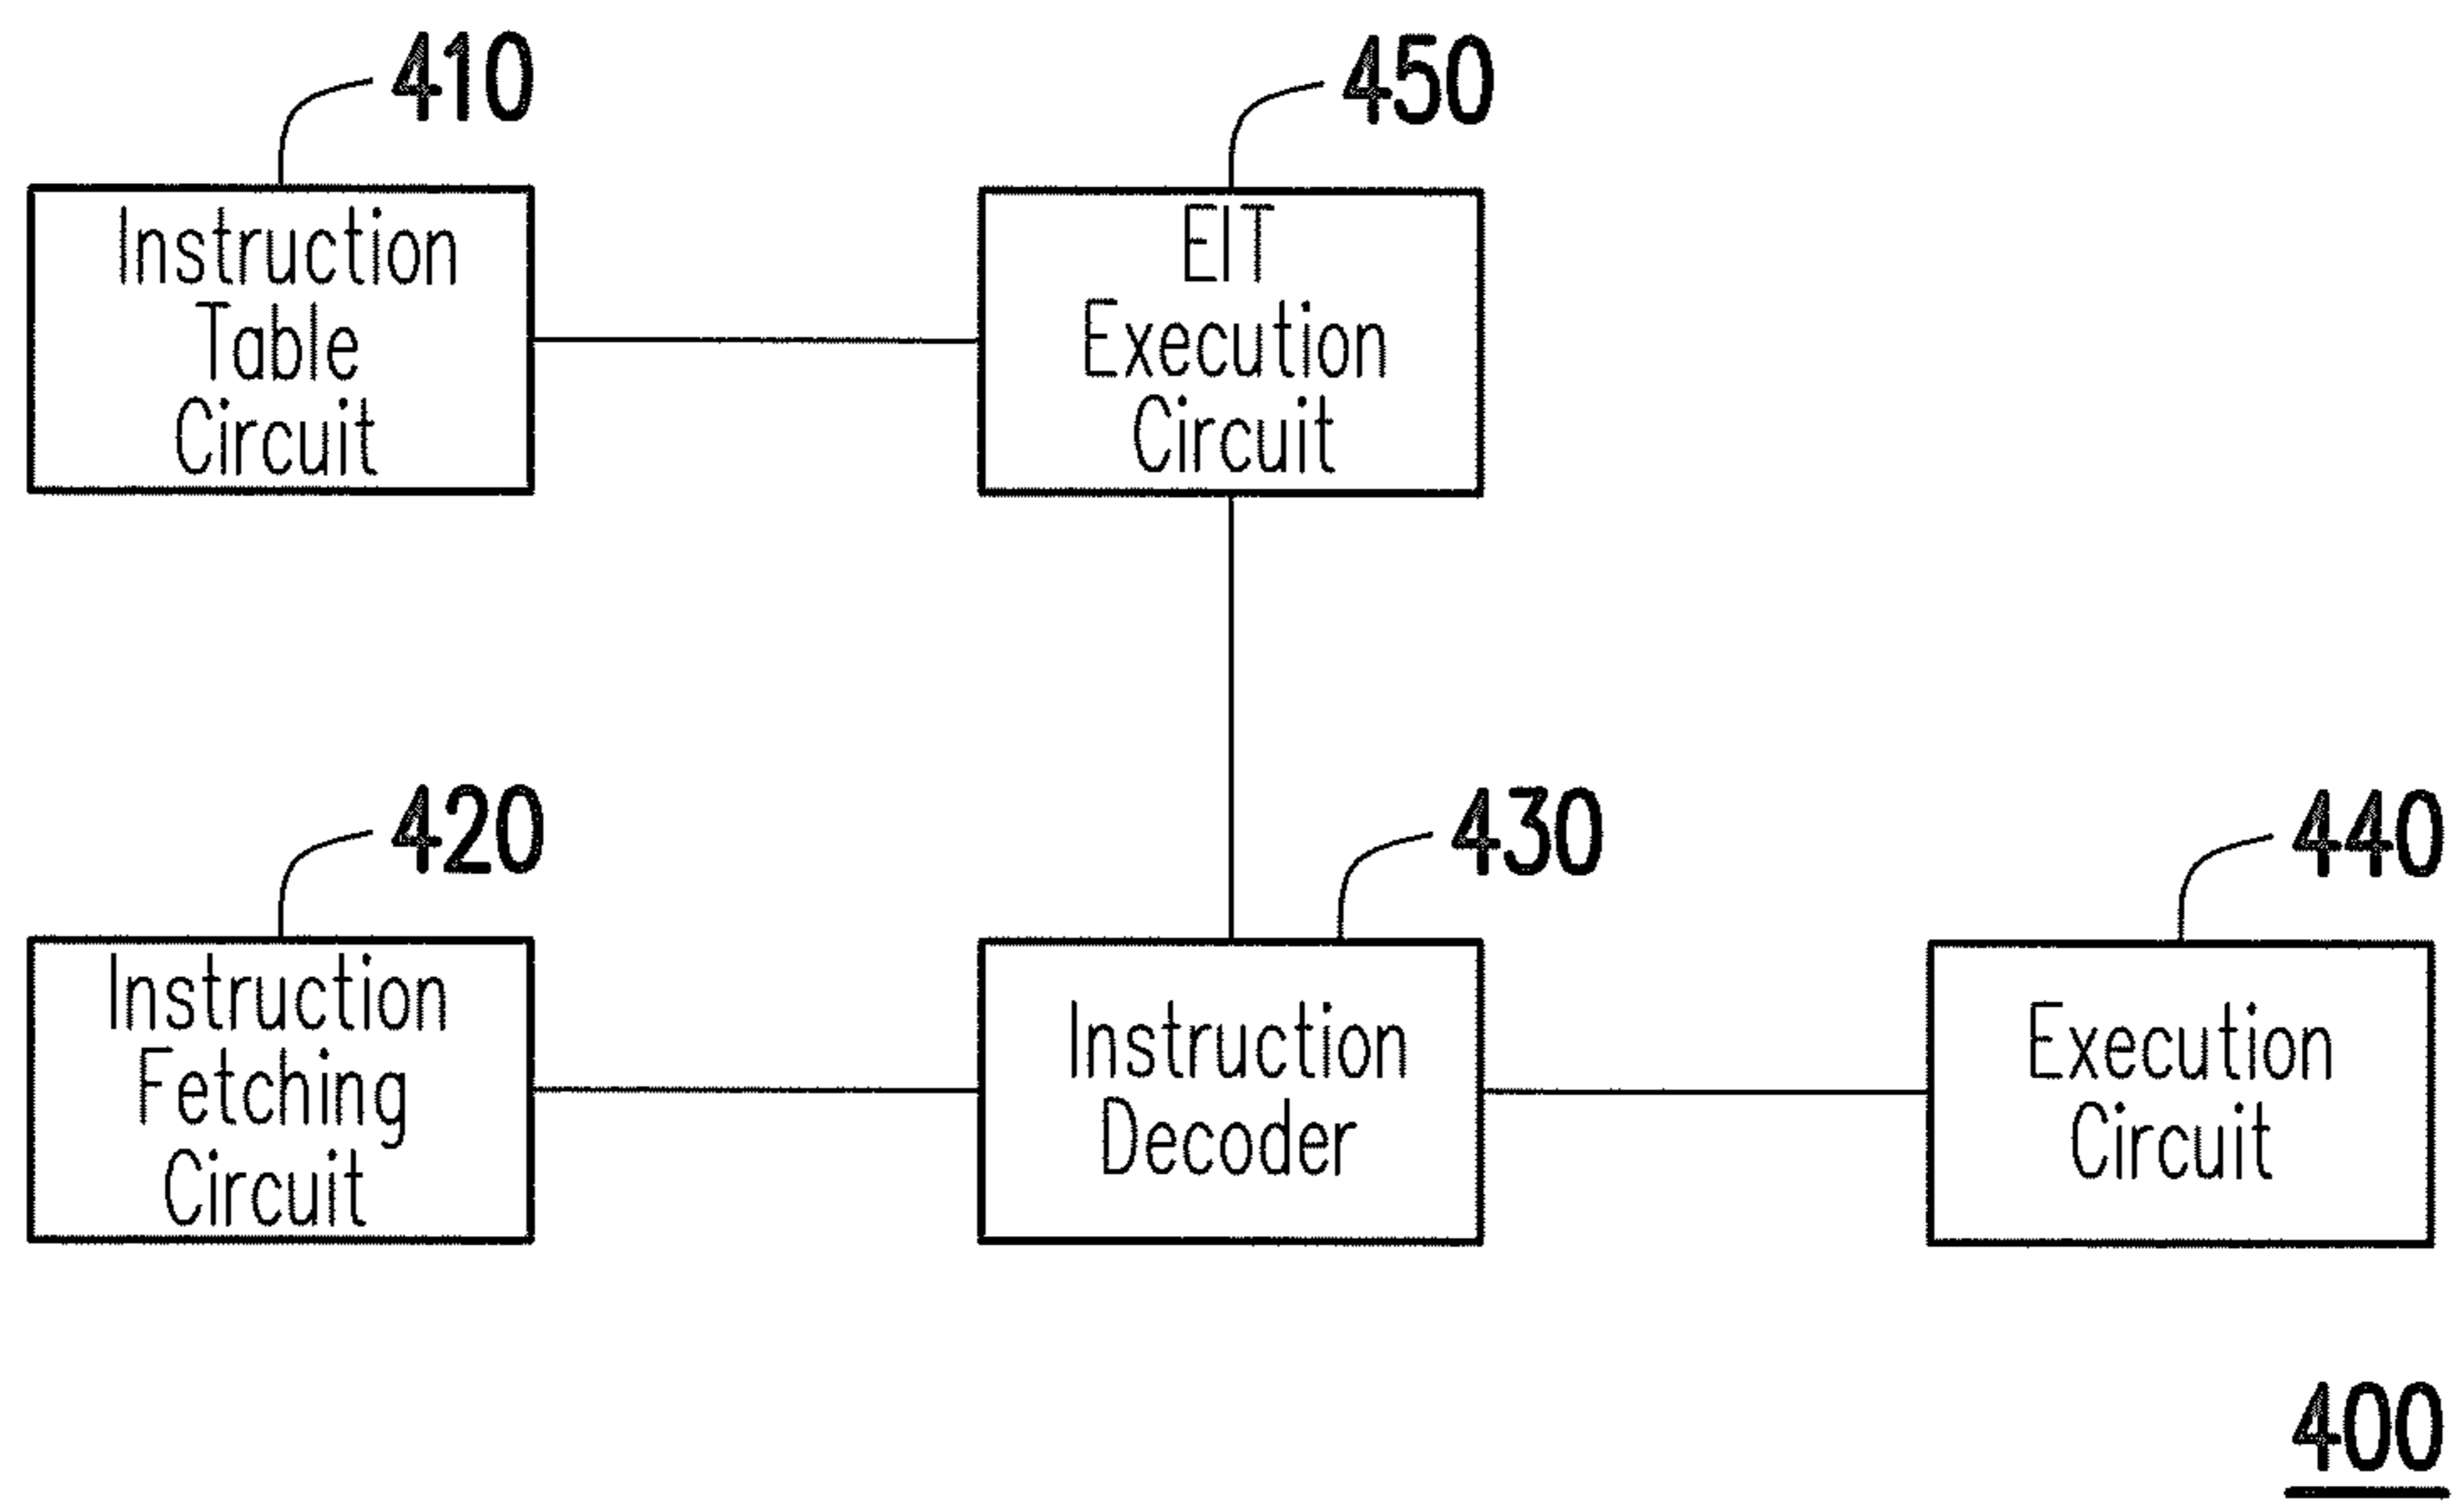 410
450
Instruction
Table
Circuit
EIT
Execution
Circuit
420
430
440
Instruction
Fetching
Circuit
Instruction
Decoder
Execution
Circuit
400